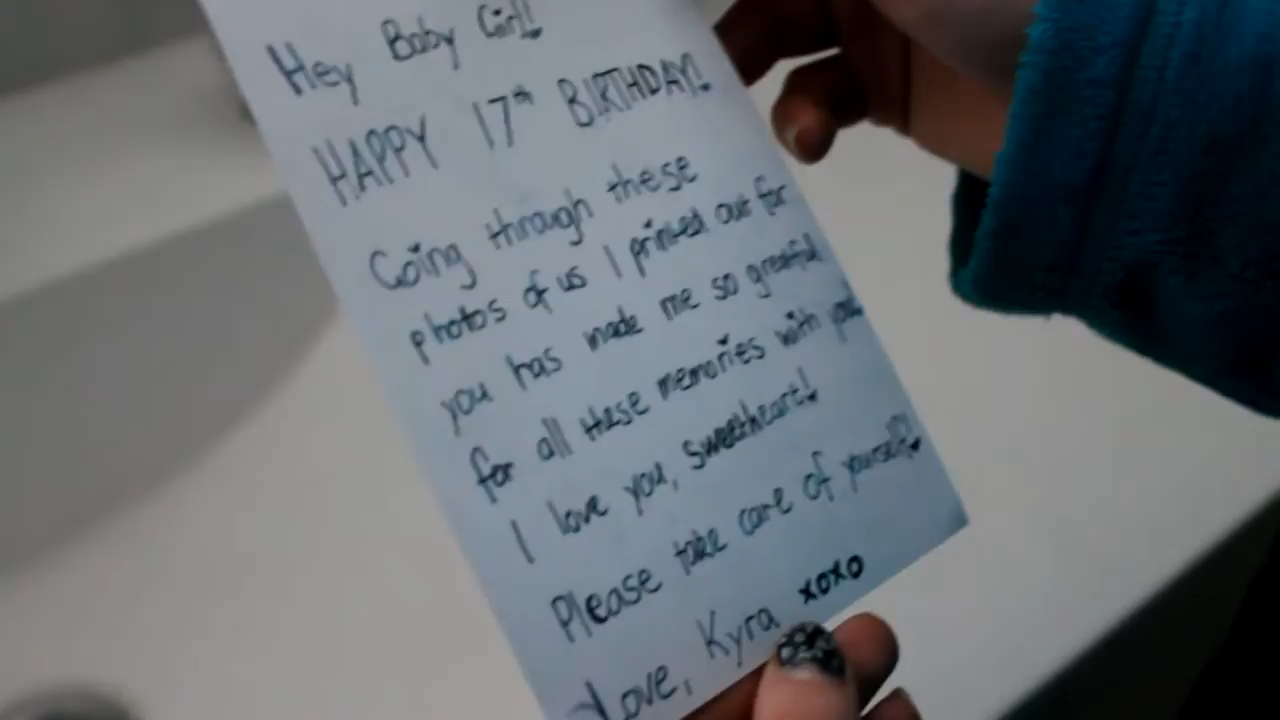 Hey Baby Girl!
HAPPY 17th BIRTHDAY!
Going through these
photos of us I printed out for
you has made me so grateful
for all these memories with you!
I love you, sweetheart!
Please take care of yourself!
Love, Kyra xoxo